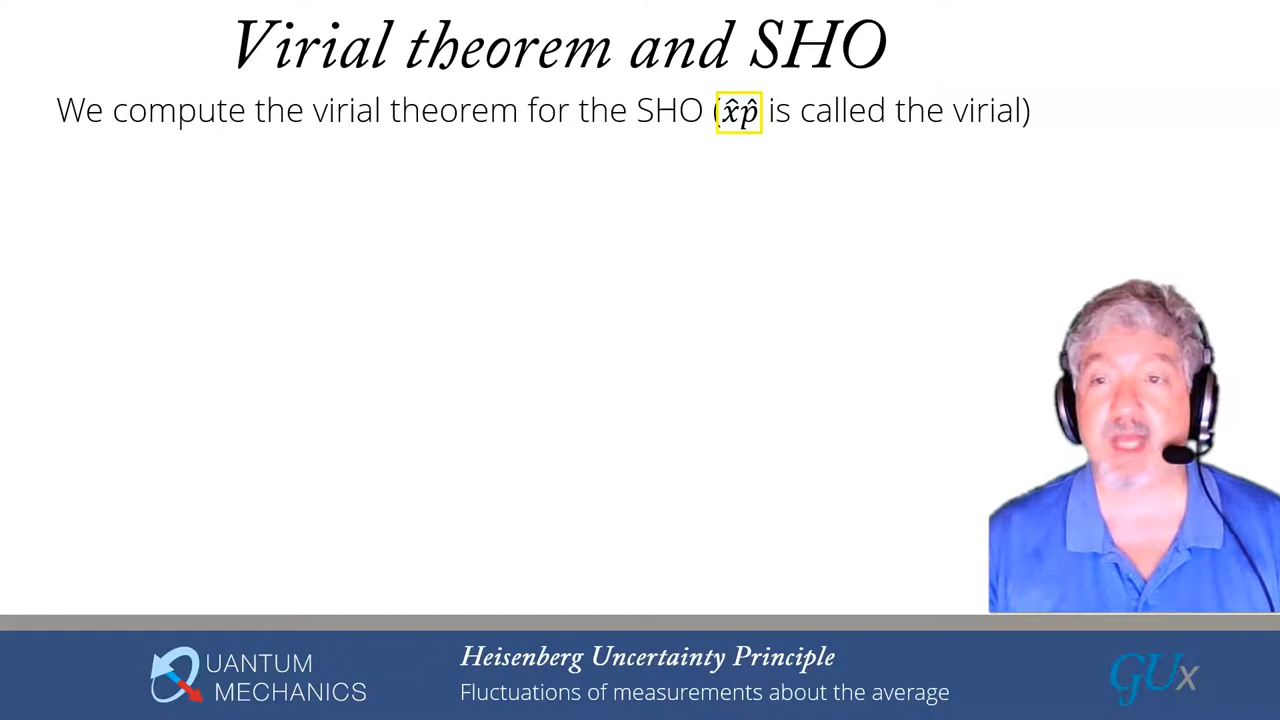 Virial theorem and SHO
We compute the virial theorem for the SHO (x̂p̂ is called the virial)
QUANTUM
MECHANICS
Heisenberg Uncertainty Principle
Fluctuations of measurements about the average
GUx